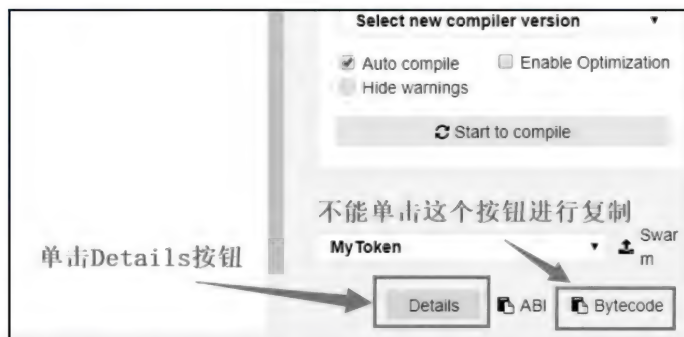 Select new compiler version
Auto compile Enable Optimization
Hide warnings
Start to compile
不能单击这个按钮进行复制
单击Details按钮
MyToken Swar
m
Details ABI Bytecode